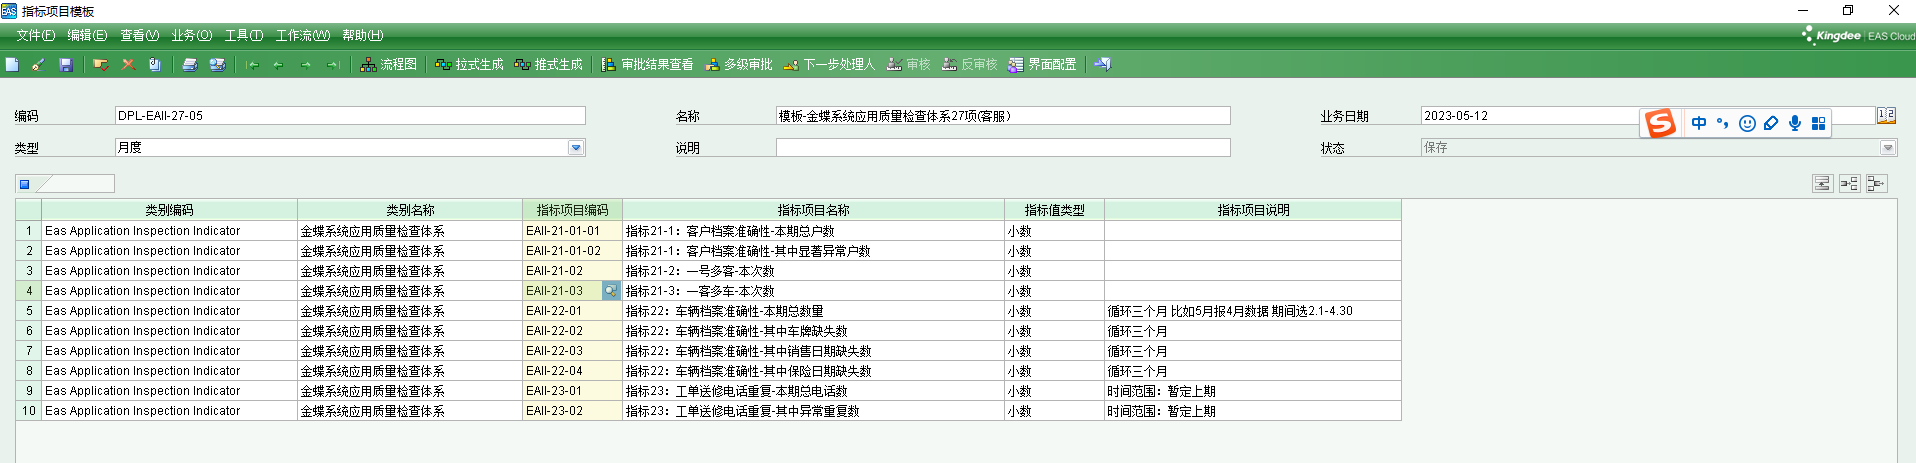 EAS 指标项目模板
文件(F) 编辑(E) 查看(V) 业务(O) 工具(T) 工作流(W) 帮助(H)
Kingdee | EAS Cloud
流程图 拉式生成 推式生成 审批结果查看 多级审批 下一步处理人 审核 反审核 界面配置
编码 DPL-EAII-27-05 名称 模板-金蝶系统应用质量检查体系27项(客服) 业务日期 2023-05-12
中
类型 月度 说明 状态 保存
类别编码 类别名称 指标项目编码 指标项目名称 指标值类型 指标项目说明
1 Eas Application Inspection Indicator 金蝶系统应用质量检查体系 EAII-21-01-01 指标21-1：客户档案准确性-本期总户数 小数
2 Eas Application Inspection Indicator 金蝶系统应用质量检查体系 EAII-21-01-02 指标21-1：客户档案准确性-其中显著异常户数 小数
3 Eas Application Inspection Indicator 金蝶系统应用质量检查体系 EAII-21-02 指标21-2：一号多客-本次数 小数
4 Eas Application Inspection Indicator 金蝶系统应用质量检查体系 EAII-21-03 指标21-3：一客多车-本次数 小数
5 Eas Application Inspection Indicator 金蝶系统应用质量检查体系 EAII-22-01 指标22：车辆档案准确性-本期总数量 小数 循环三个月 比如5月报4月数据 期间选2.1-4.30
6 Eas Application Inspection Indicator 金蝶系统应用质量检查体系 EAII-22-02 指标22：车辆档案准确性-其中车牌缺失数 小数 循环三个月
7 Eas Application Inspection Indicator 金蝶系统应用质量检查体系 EAII-22-03 指标22：车辆档案准确性-其中销售日期缺失数 小数 循环三个月
8 Eas Application Inspection Indicator 金蝶系统应用质量检查体系 EAII-22-04 指标22：车辆档案准确性-其中保险日期缺失数 小数 循环三个月
9 Eas Application Inspection Indicator 金蝶系统应用质量检查体系 EAII-23-01 指标23：工单送修电话重复-本期总电话数 小数 时间范围：暂定上期
10 Eas Application Inspection Indicator 金蝶系统应用质量检查体系 EAII-23-02 指标23：工单送修电话重复-其中异常重复数 小数 时间范围：暂定上期